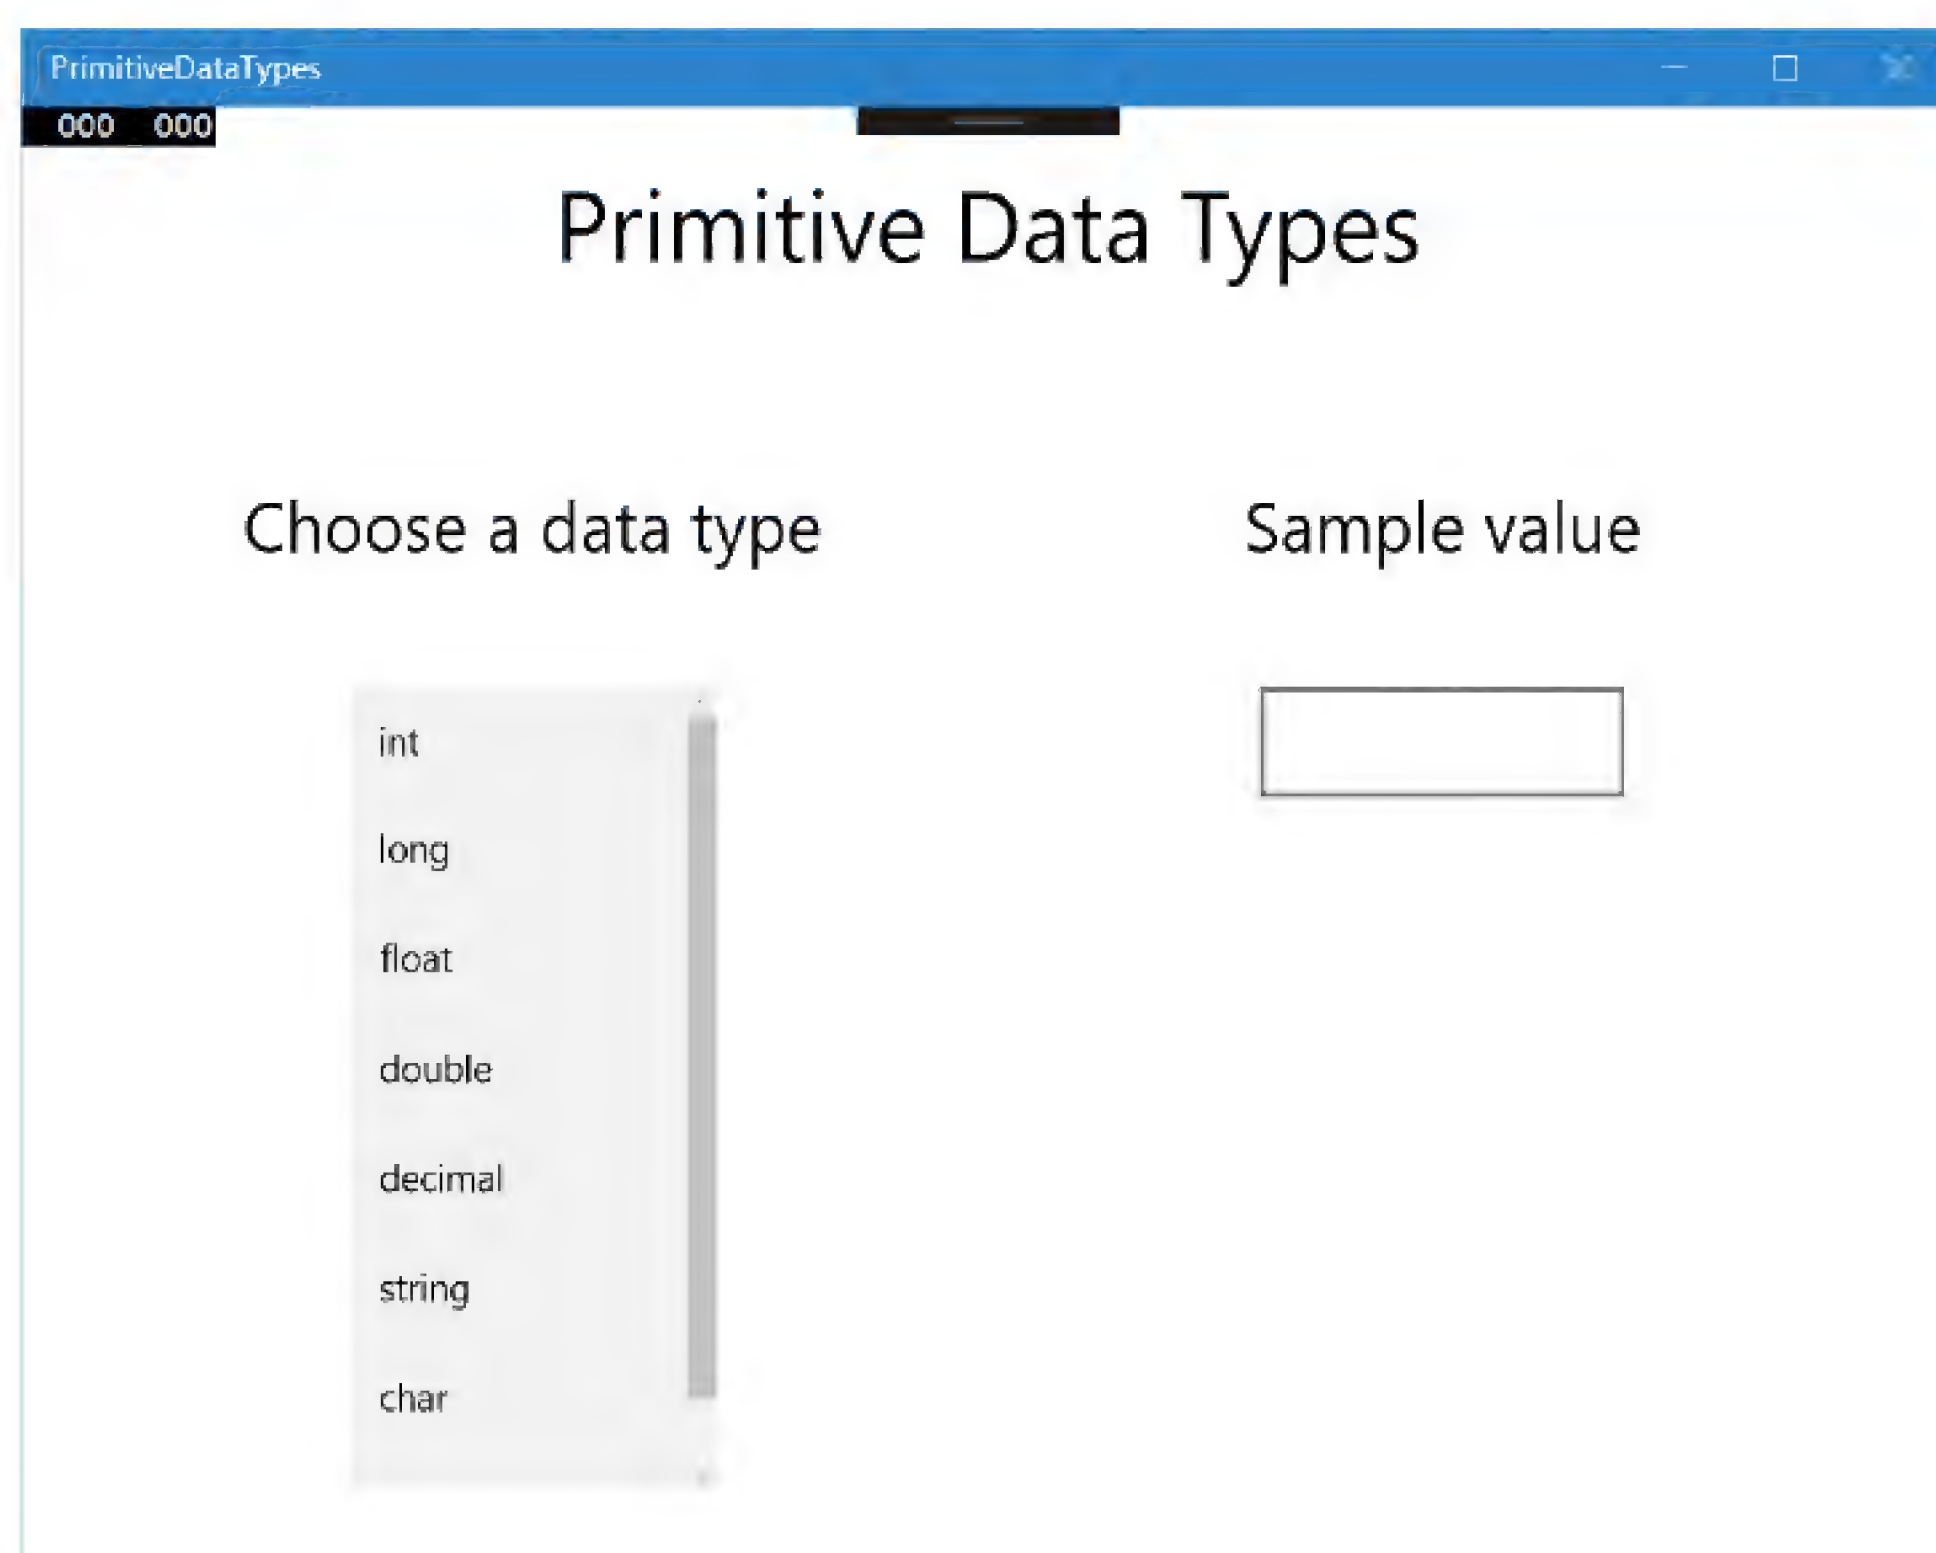 PrimitiveDataTypes
000 000
Primitive Data Types
Choose a data type
Sample value
int
long
float
double
decimal
string
char